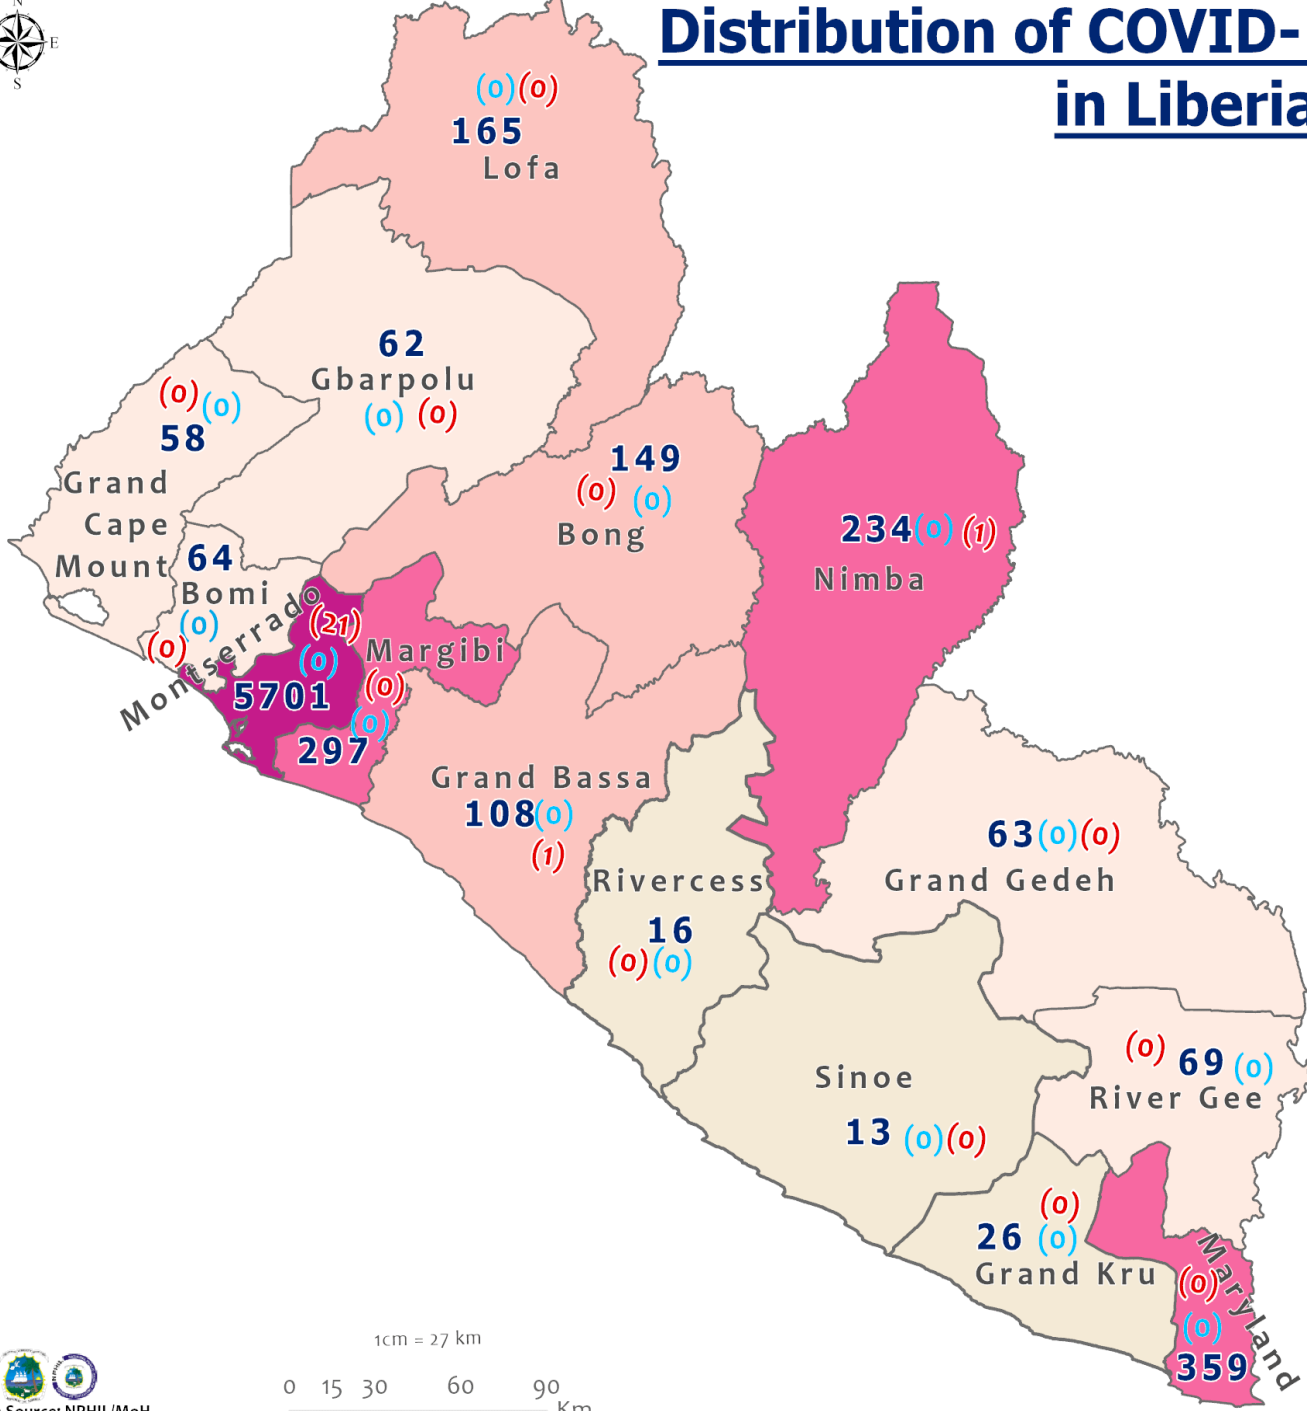 N
E
S
Distribution of COVID-
in Liberia
(0)(0)
165
Lofa
62
Gbarpolu
(0) (0)
(0)(0)
58
Grand
Cape
Mount
149
(0) (0)
Bong
234(0) (1)
Nimba
64
Bomi
(0)
(0)
Montserrado
(21)
(0)
5701
Margibi
(0)
(0)
297
Grand Bassa
108(0)
(1)
Rivercess
16
(0)(0)
63(0)(0)
Grand Gedeh
(0) 69 (0)
River Gee
Sinoe
13 (0)(0)
(0)
26 (0)
Grand Kru
Maryland
(0)
(0)
359
1cm = 27 km
0 15 30 60 90
Km
Source: NPHIL/MoH